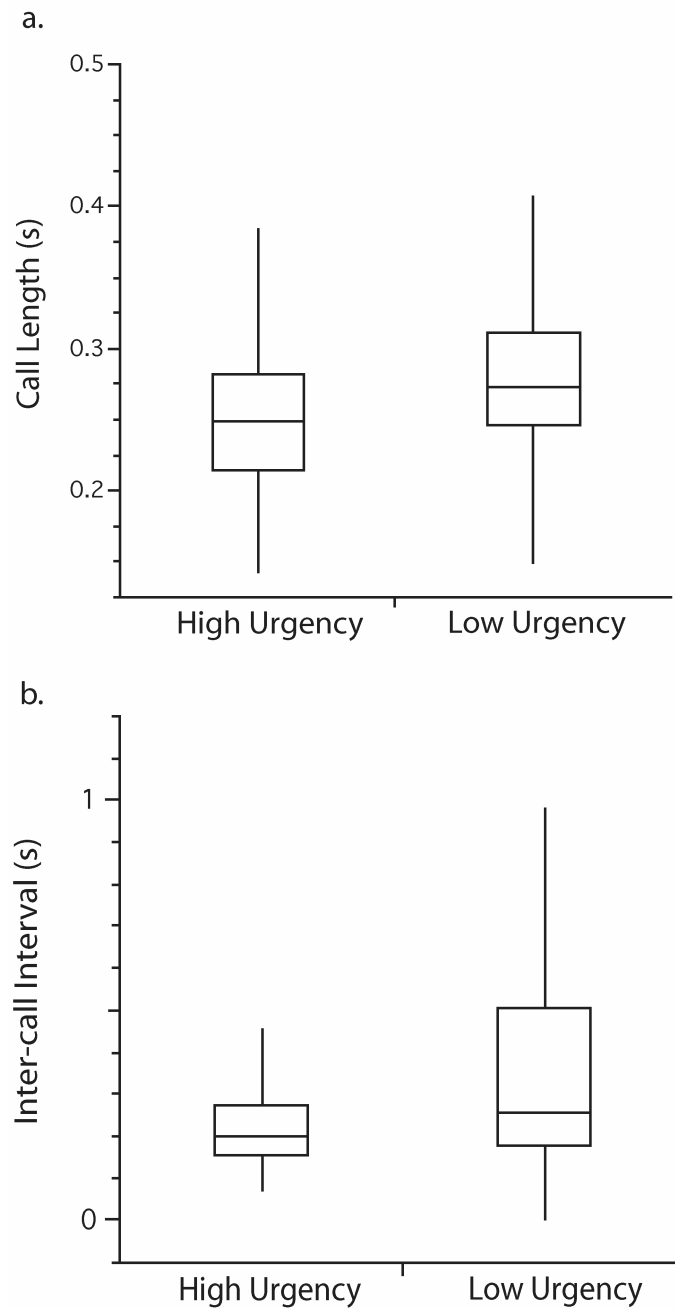 a.
0.5
0.4
0.3
0.2
Call Length (s)
High Urgency
Low Urgency
b.
1
0
Inter-call Interval (s)
High Urgency
Low Urgency